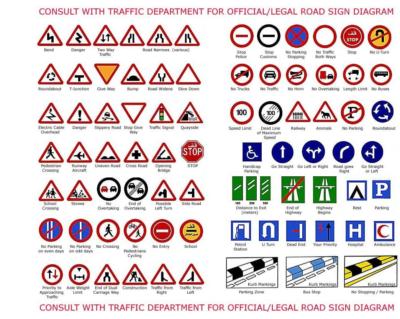 CONSULT WITH TRAFFIC DEPARTMENT FOR OFFICIAL/LEGAL ROAD SIGN DIAGRAM
Bend Danger Two Way Traffic Road Narrows (various)
Stop Police Stop Customs No Parking Stopping No Traffic Both Ways Stop No U-Turn
Roundabout T-Junction Give Way Bump Road Widens Slow Down
No Trucks No Traffic No Horn No Overtaking Length Limit No Buses
Electric Cable Overhead Danger Slippery Road Stop Give Way Traffic Signal Quayside
Speed Limit Dead Line of Maximum Speed Railway Animals No Parking Roundabout
Pedestrian Crossing Runway Aircraft Uneven Road Cross Road Opening Bridge STOP
Handicap Parking Go Straight Go Left or Right Road goes Right Go Straight or Left
School Crossing Stones No Overtaking End of No Overtaking Possible Left Turn Side Road
Distance to Exit (meters) End of Highway Highway Begins Rest Parking
No Parking on even days No Parking on odd days No Crossing No Pedestrians Cycling No Entry School
Petrol Station U Turn Dead End Your Priority Hospital Ambulance
Priority to Approaching Traffic Axle Weight Limit End of Dual Carriage Way Construction Traffic from Right Traffic from Left
Kurb Markings Kurb Markings Kurb Markings
Parking Zone Bus Stop No Stopping / Parking
CONSULT WITH TRAFFIC DEPARTMENT FOR OFFICIAL/LEGAL ROAD SIGN DIAGRAM